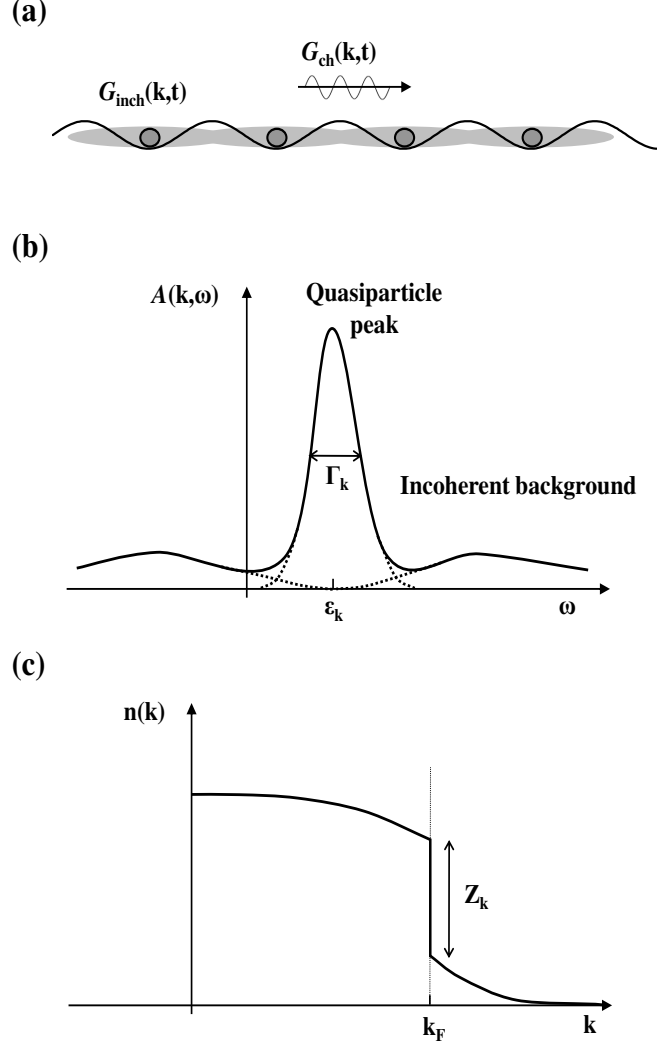 (a)
G_ch(k,t)
G_inch(k,t)
(b)
A(k,ω)
Quasiparticle
peak
Γ_k
Incoherent background
ε_k
ω
(c)
n(k)
Z_k
k_F
k